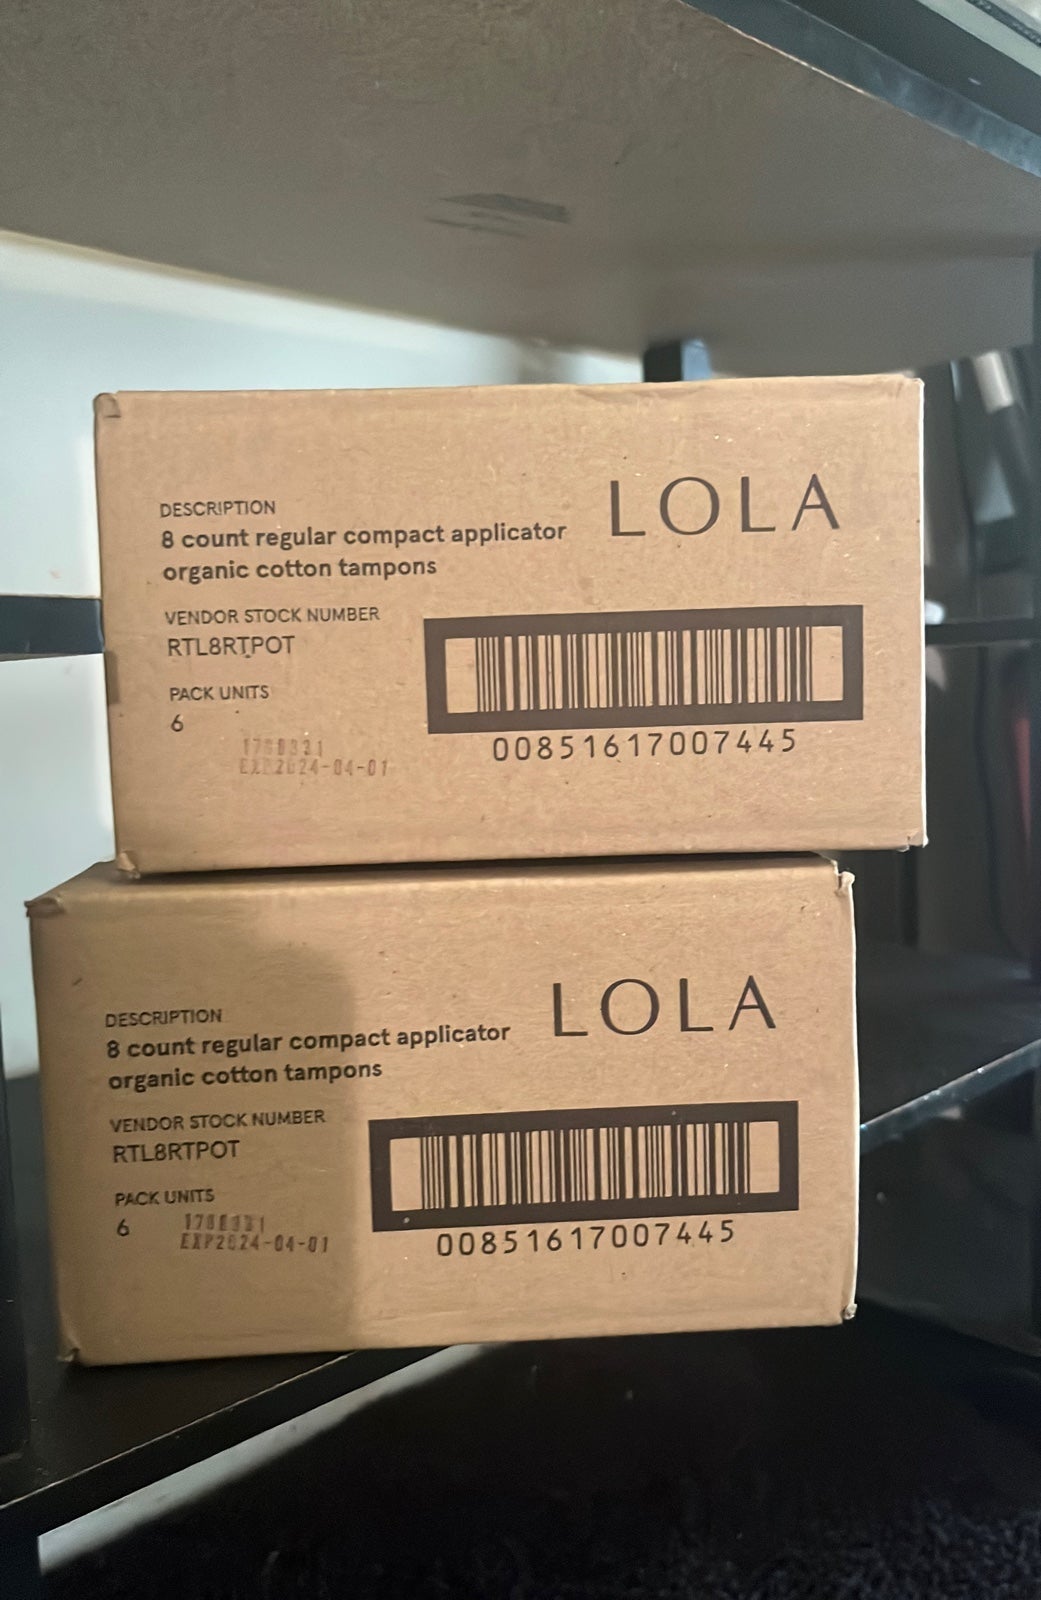 LOLA
DESCRIPTION
8 count regular compact applicator
organic cotton tampons
VENDOR STOCK NUMBER
RTL8RTPOT
PACK UNITS
6
00851617007445
EXP2024-04-01
LOLA
DESCRIPTION
8 count regular compact applicator
organic cotton tampons
VENDOR STOCK NUMBER
RTL8RTPOT
PACK UNITS
6
EXP2024-04-01
00851617007445